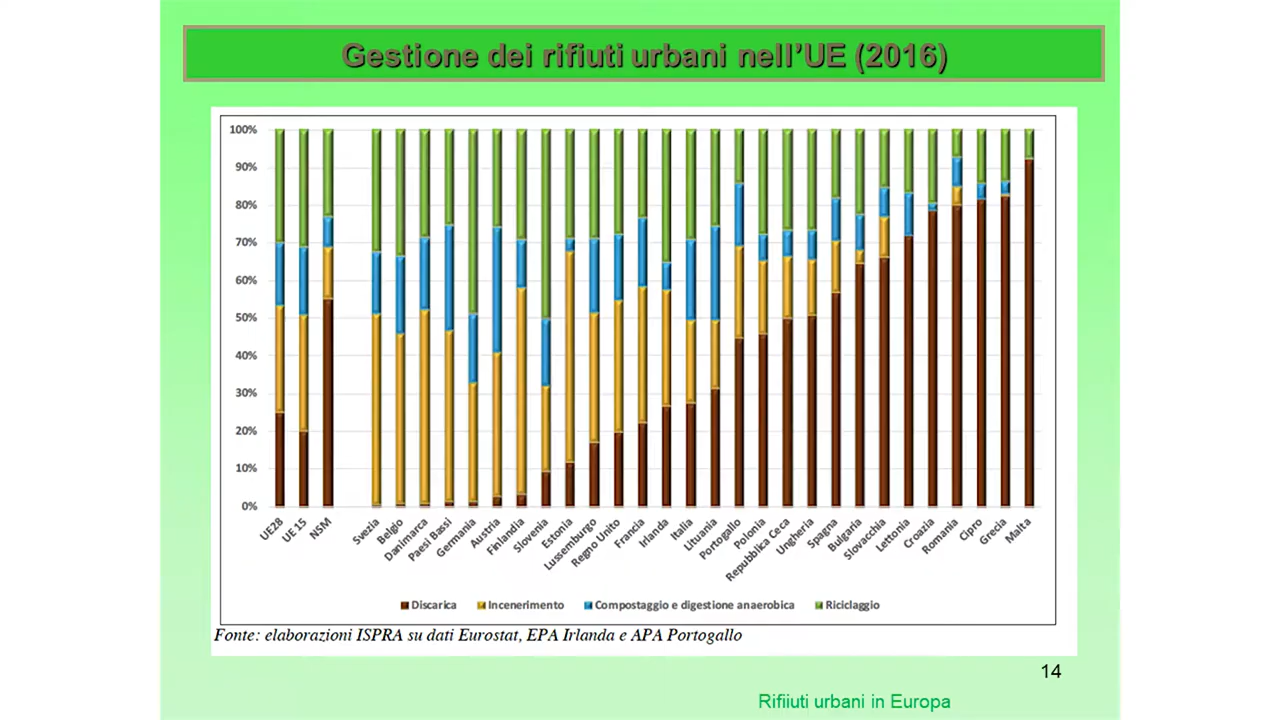 Gestione dei rifiuti urbani nell'UE (2016)
100%
90%
80%
70%
60%
50%
40%
30%
20%
10%
0%
UE28
UE 15
NSM
Svezia
Belgio
Danimarca
Paesi Bassi
Germania
Austria
Finlandia
Slovenia
Estonia
Lussemburgo
Regno Unito
Francia
Irlanda
Italia
Lituania
Portogallo
Polonia
Repubblica Ceca
Ungheria
Spagna
Bulgaria
Slovacchia
Lettonia
Croazia
Romania
Cipro
Grecia
Malta
Discarica Incenerimento Compostaggio e digestione anaerobica Riciclaggio
Fonte: elaborazioni ISPRA su dati Eurostat, EPA Irlanda e APA Portogallo
14
Rifiiuti urbani in Europa